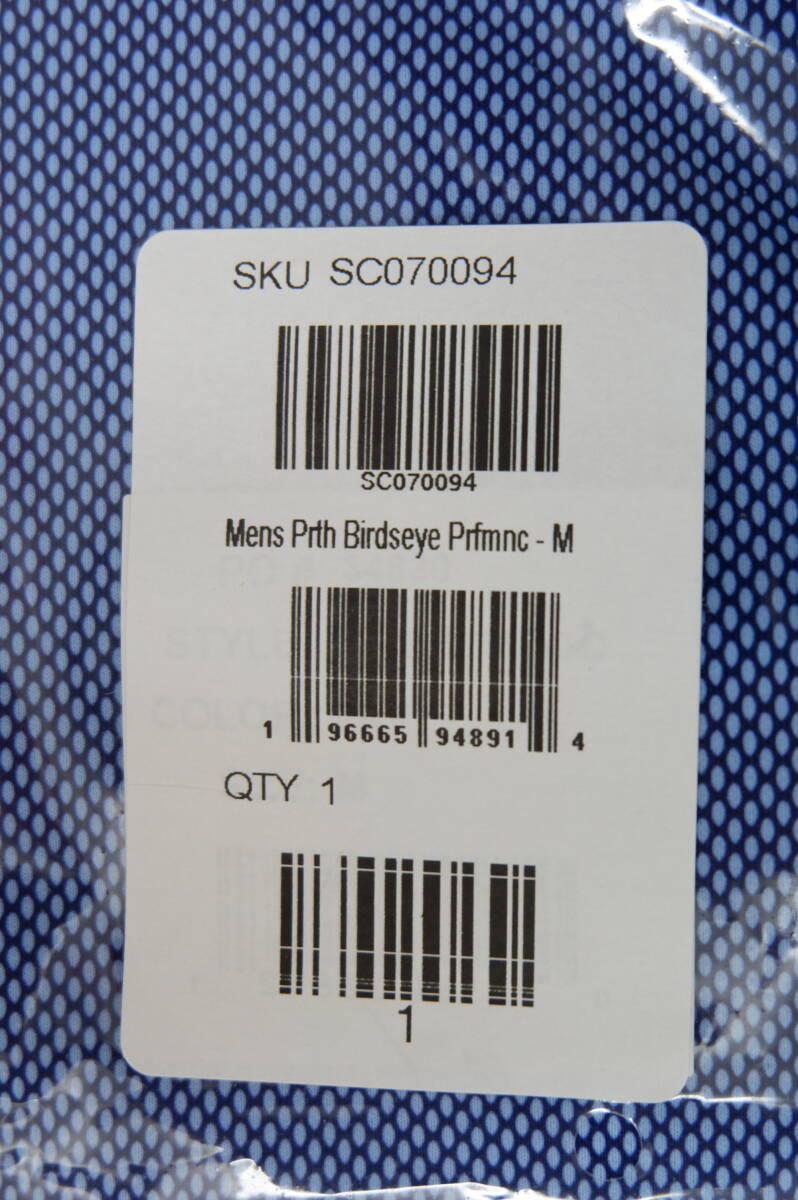 SKU SC070094
SC070094
Mens Prth Birdseye Prfmnc - M
1 96665 94891 4
QTY 1
1